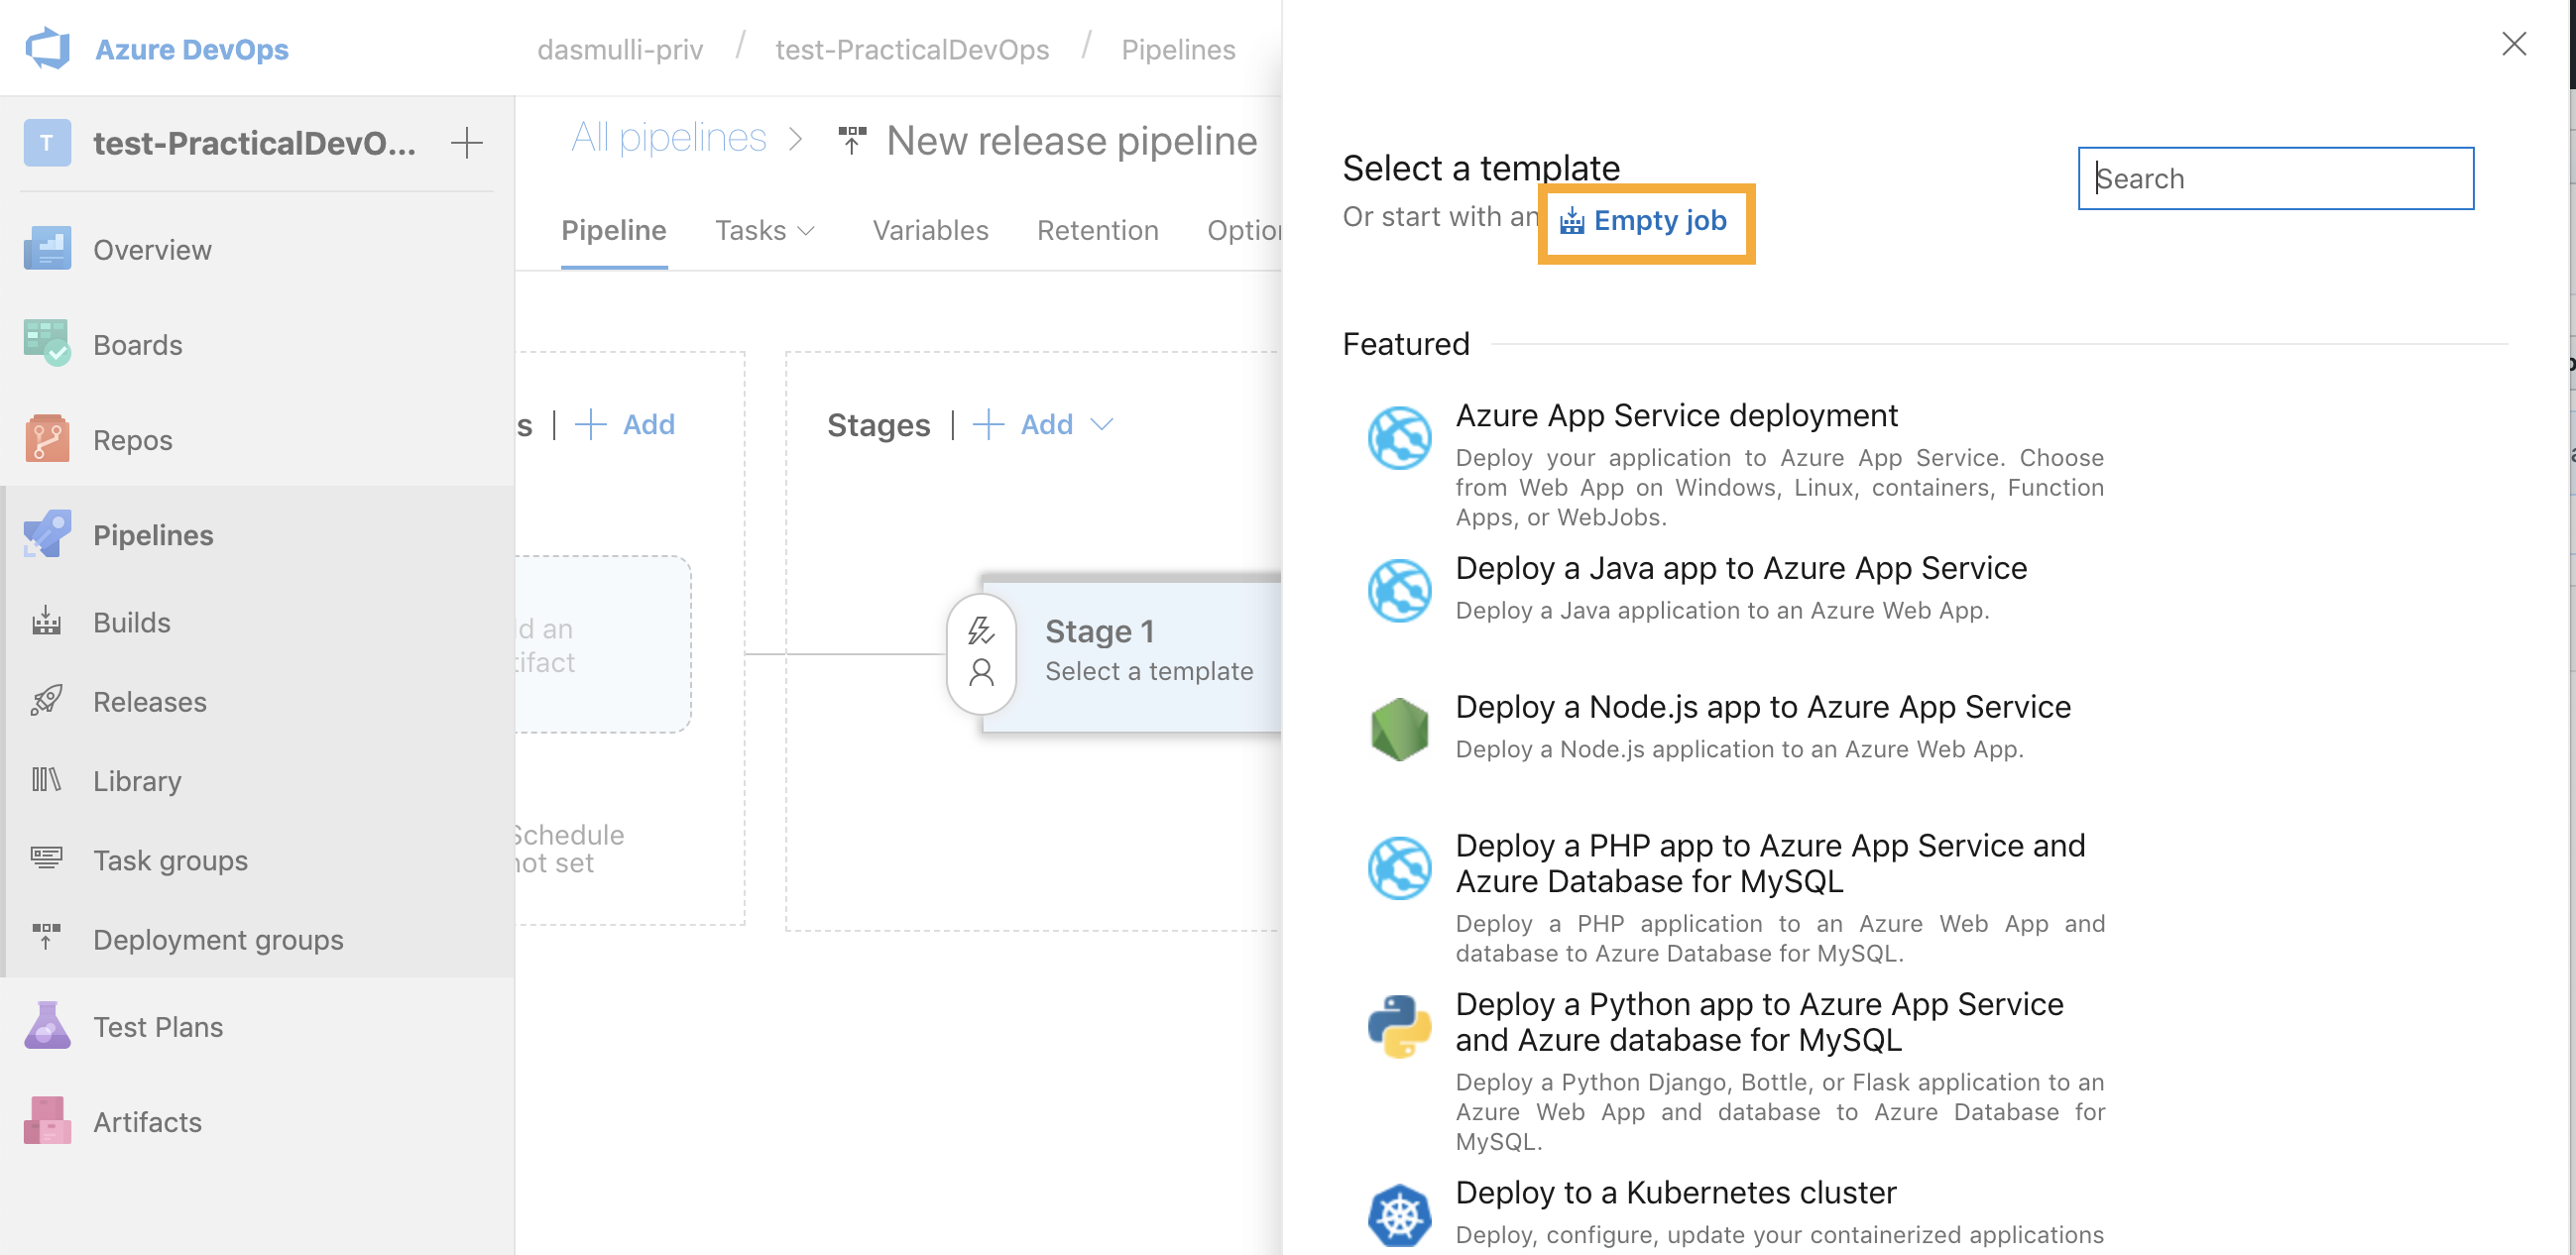 Azure DevOps
dasmulli-priv / test-PracticalDevOps / Pipelines
T test-PracticalDevO...
Overview
Boards
Repos
Pipelines
Builds
Releases
Library
Task groups
Deployment groups
Test Plans
Artifacts
All pipelines > New release pipeline
Pipeline Tasks Variables Retention
s | + Add
Stages | + Add
d an
tifact
Schedule
not set
Stage 1
Select a template
Select a template
Or start with an Empty job
Search
Featured
Azure App Service deployment
Deploy your application to Azure App Service. Choose
from Web App on Windows, Linux, containers, Function
Apps, or WebJobs.
Deploy a Java app to Azure App Service
Deploy a Java application to an Azure Web App.
Deploy a Node.js app to Azure App Service
Deploy a Node.js application to an Azure Web App.
Deploy a PHP app to Azure App Service and
Azure Database for MySQL
Deploy a PHP application to an Azure Web App and
database to Azure Database for MySQL.
Deploy a Python app to Azure App Service
and Azure database for MySQL
Deploy a Python Django, Bottle, or Flask application to an
Azure Web App and database to Azure Database for
MySQL.
Deploy to a Kubernetes cluster
Deploy, configure, update your containerized applications